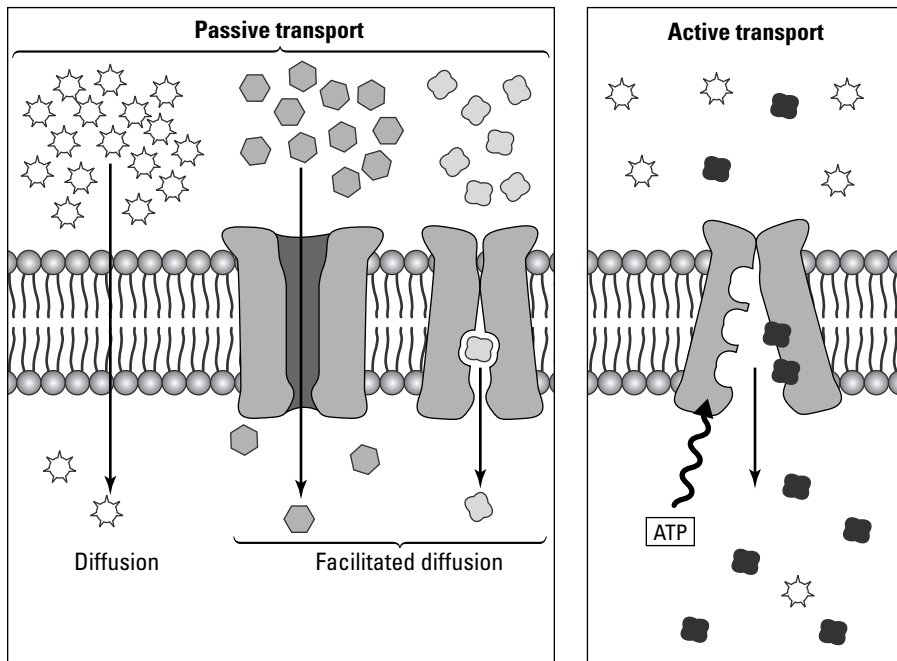 Passive transport
Active transport
ATP
Diffusion
Facilitated diffusion